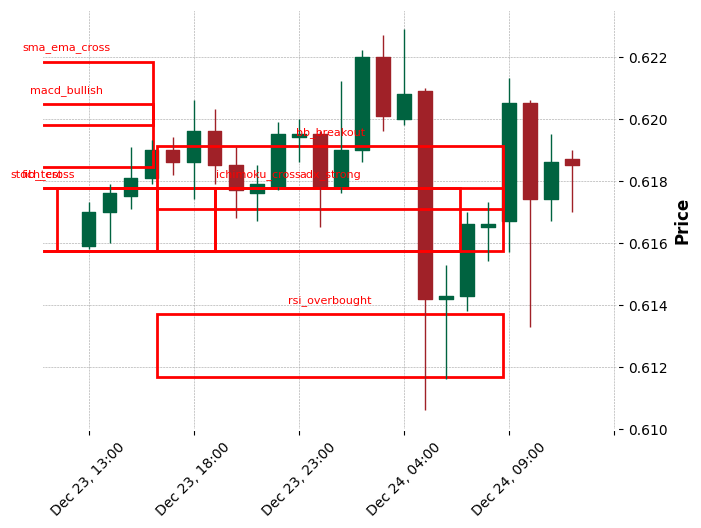 sma_ema_cross
macd_bullish
bb_breakout
ichimoku_cross
adx_strong
rsi_overbought
0.622
0.620
0.618
0.616
0.614
0.612
0.610
Price
Dec 23, 13:00
Dec 23, 18:00
Dec 23, 23:00
Dec 24, 04:00
Dec 24, 09:00